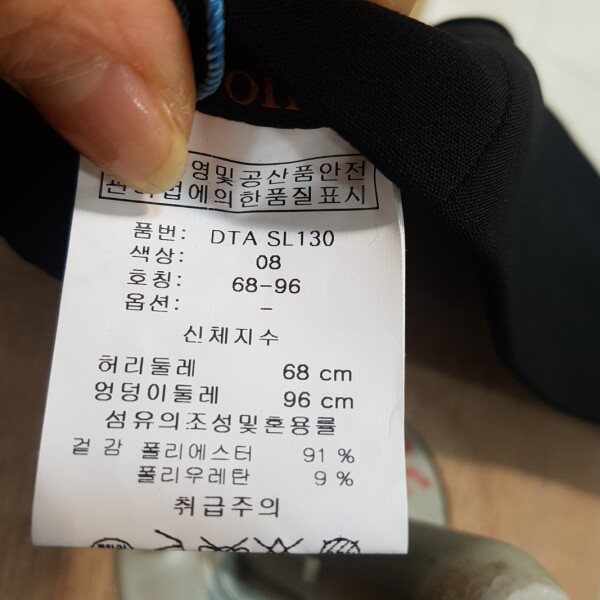 영및공산품안전
관 업에의한품질표시
품번: DTA SL130
색상: 08
호칭: 68-96
옵션: –
신체지수
허리둘레 68 cm
엉덩이둘레 96 cm
섬유의조성및혼용률
겉감 폴리에스터 91 %
폴리우레탄 9 %
취급주의